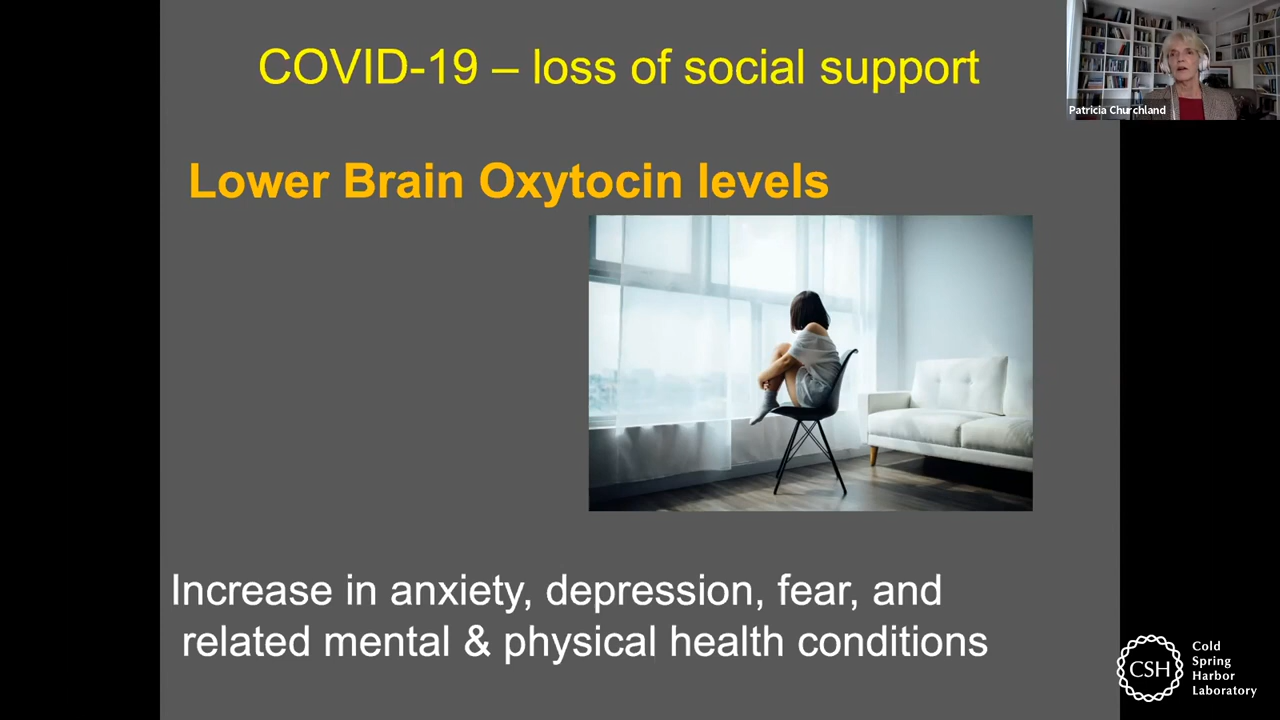 COVID-19 – loss of social support
Patricia Churchland
Lower Brain Oxytocin levels
Increase in anxiety, depression, fear, and
related mental & physical health conditions
CSH
Cold
Spring
Harbor
Laboratory